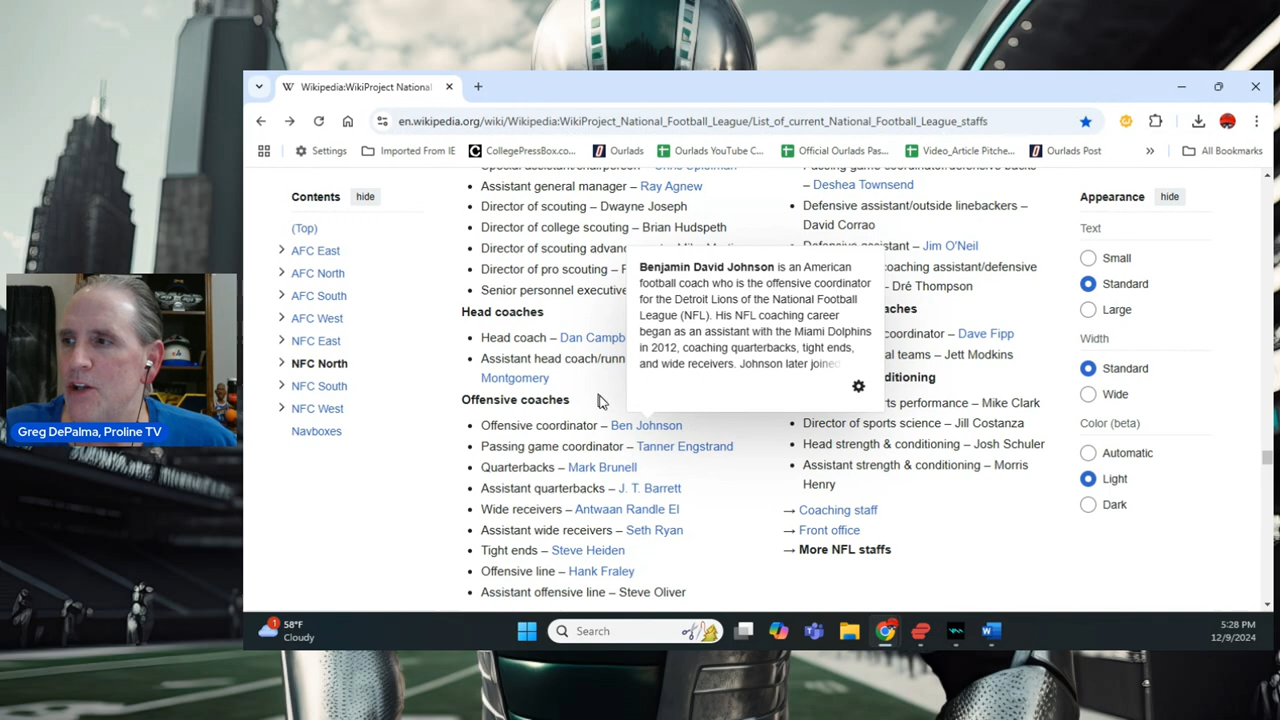 Wikipedia:WikiProject National
en.wikipedia.org/wiki/Wikipedia:WikiProject_National_Football_League/List_of_current_National_Football_League_staffs
Settings
Imported From IE
CollegePressBox.co...
Ourlads
Ourlads YouTube C...
Official Ourlads Pas...
Video_Article Pitche...
Ourlads Post
»
All Bookmarks
Contents
hide
(Top)
AFC East
AFC North
AFC South
AFC West
NFC East
NFC North
NFC South
NFC West
Navboxes
Assistant general manager – Ray Agnew
Director of scouting – Dwayne Joseph
Director of college scouting – Brian Hudspeth
Director of scouting advanc
Director of pro scouting –
Senior personnel executive
Head coaches
Head coach – Dan Campb
Assistant head coach/runn
Montgomery
Offensive coaches
Offensive coordinator – Ben Johnson
Passing game coordinator – Tanner Engstrand
Quarterbacks – Mark Brunell
Assistant quarterbacks – J. T. Barrett
Wide receivers – Antwaan Randle El
Assistant wide receivers – Seth Ryan
Tight ends – Steve Heiden
Offensive line – Hank Fraley
Assistant offensive line – Steve Oliver
Benjamin David Johnson is an American
football coach who is the offensive coordinator
for the Detroit Lions of the National Football
League (NFL). His NFL coaching career
began as an assistant with the Miami Dolphins
in 2012, coaching quarterbacks, tight ends,
and wide receivers. Johnson later joined
– Deshea Townsend
Defensive assistant/outside linebackers –
David Corrao
Defensive assistant – Jim O'Neil
oaching assistant/defensive
– Dré Thompson
aches
oordinator – Dave Fipp
al teams – Jett Modkins
ditioning
rts performance – Mike Clark
Director of sports science – Jill Costanza
Head strength & conditioning – Josh Schuler
Assistant strength & conditioning – Morris
Henry
→ Coaching staff
→ Front office
→ More NFL staffs
Appearance
hide
Text
Small
Standard
Large
Width
Standard
Wide
Color (beta)
Automatic
Light
Dark
Greg DePalma, Proline TV
1
58°F
Cloudy
Search
5:28 PM
12/9/2024